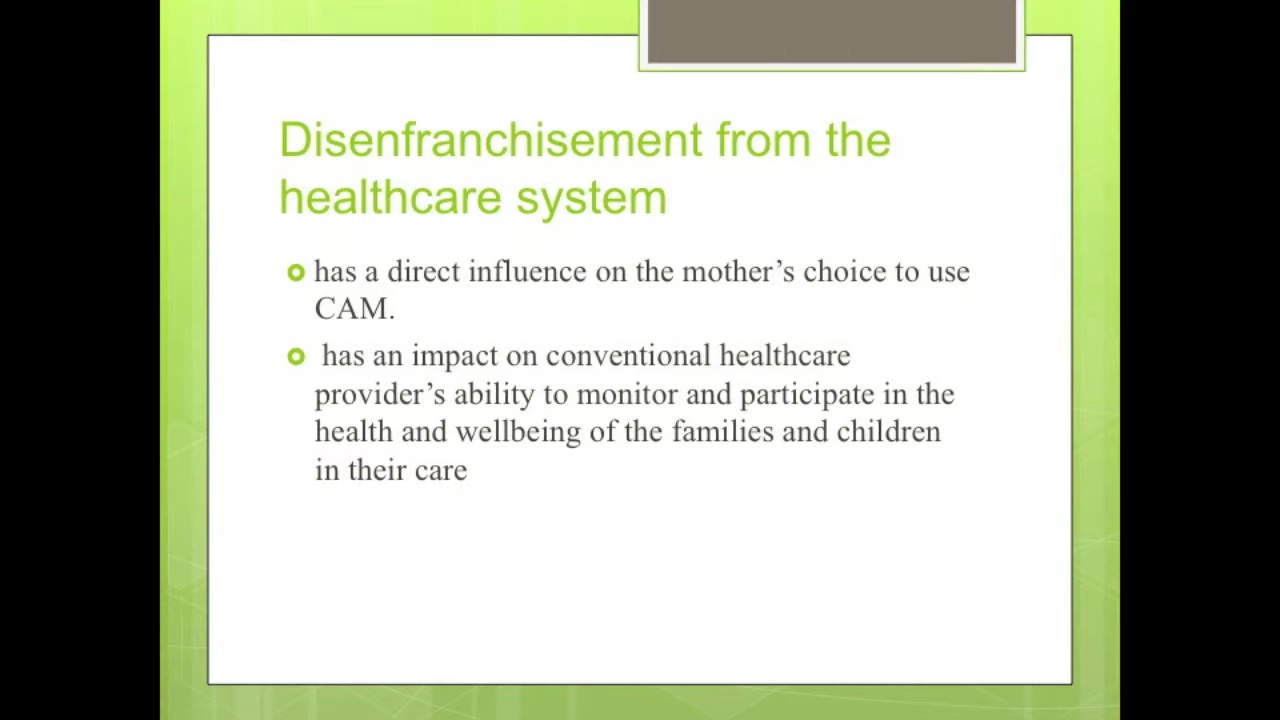 Disenfranchisement from the
healthcare system
has a direct influence on the mother’s choice to use
CAM.
has an impact on conventional healthcare
provider’s ability to monitor and participate in the
health and wellbeing of the families and children
in their care